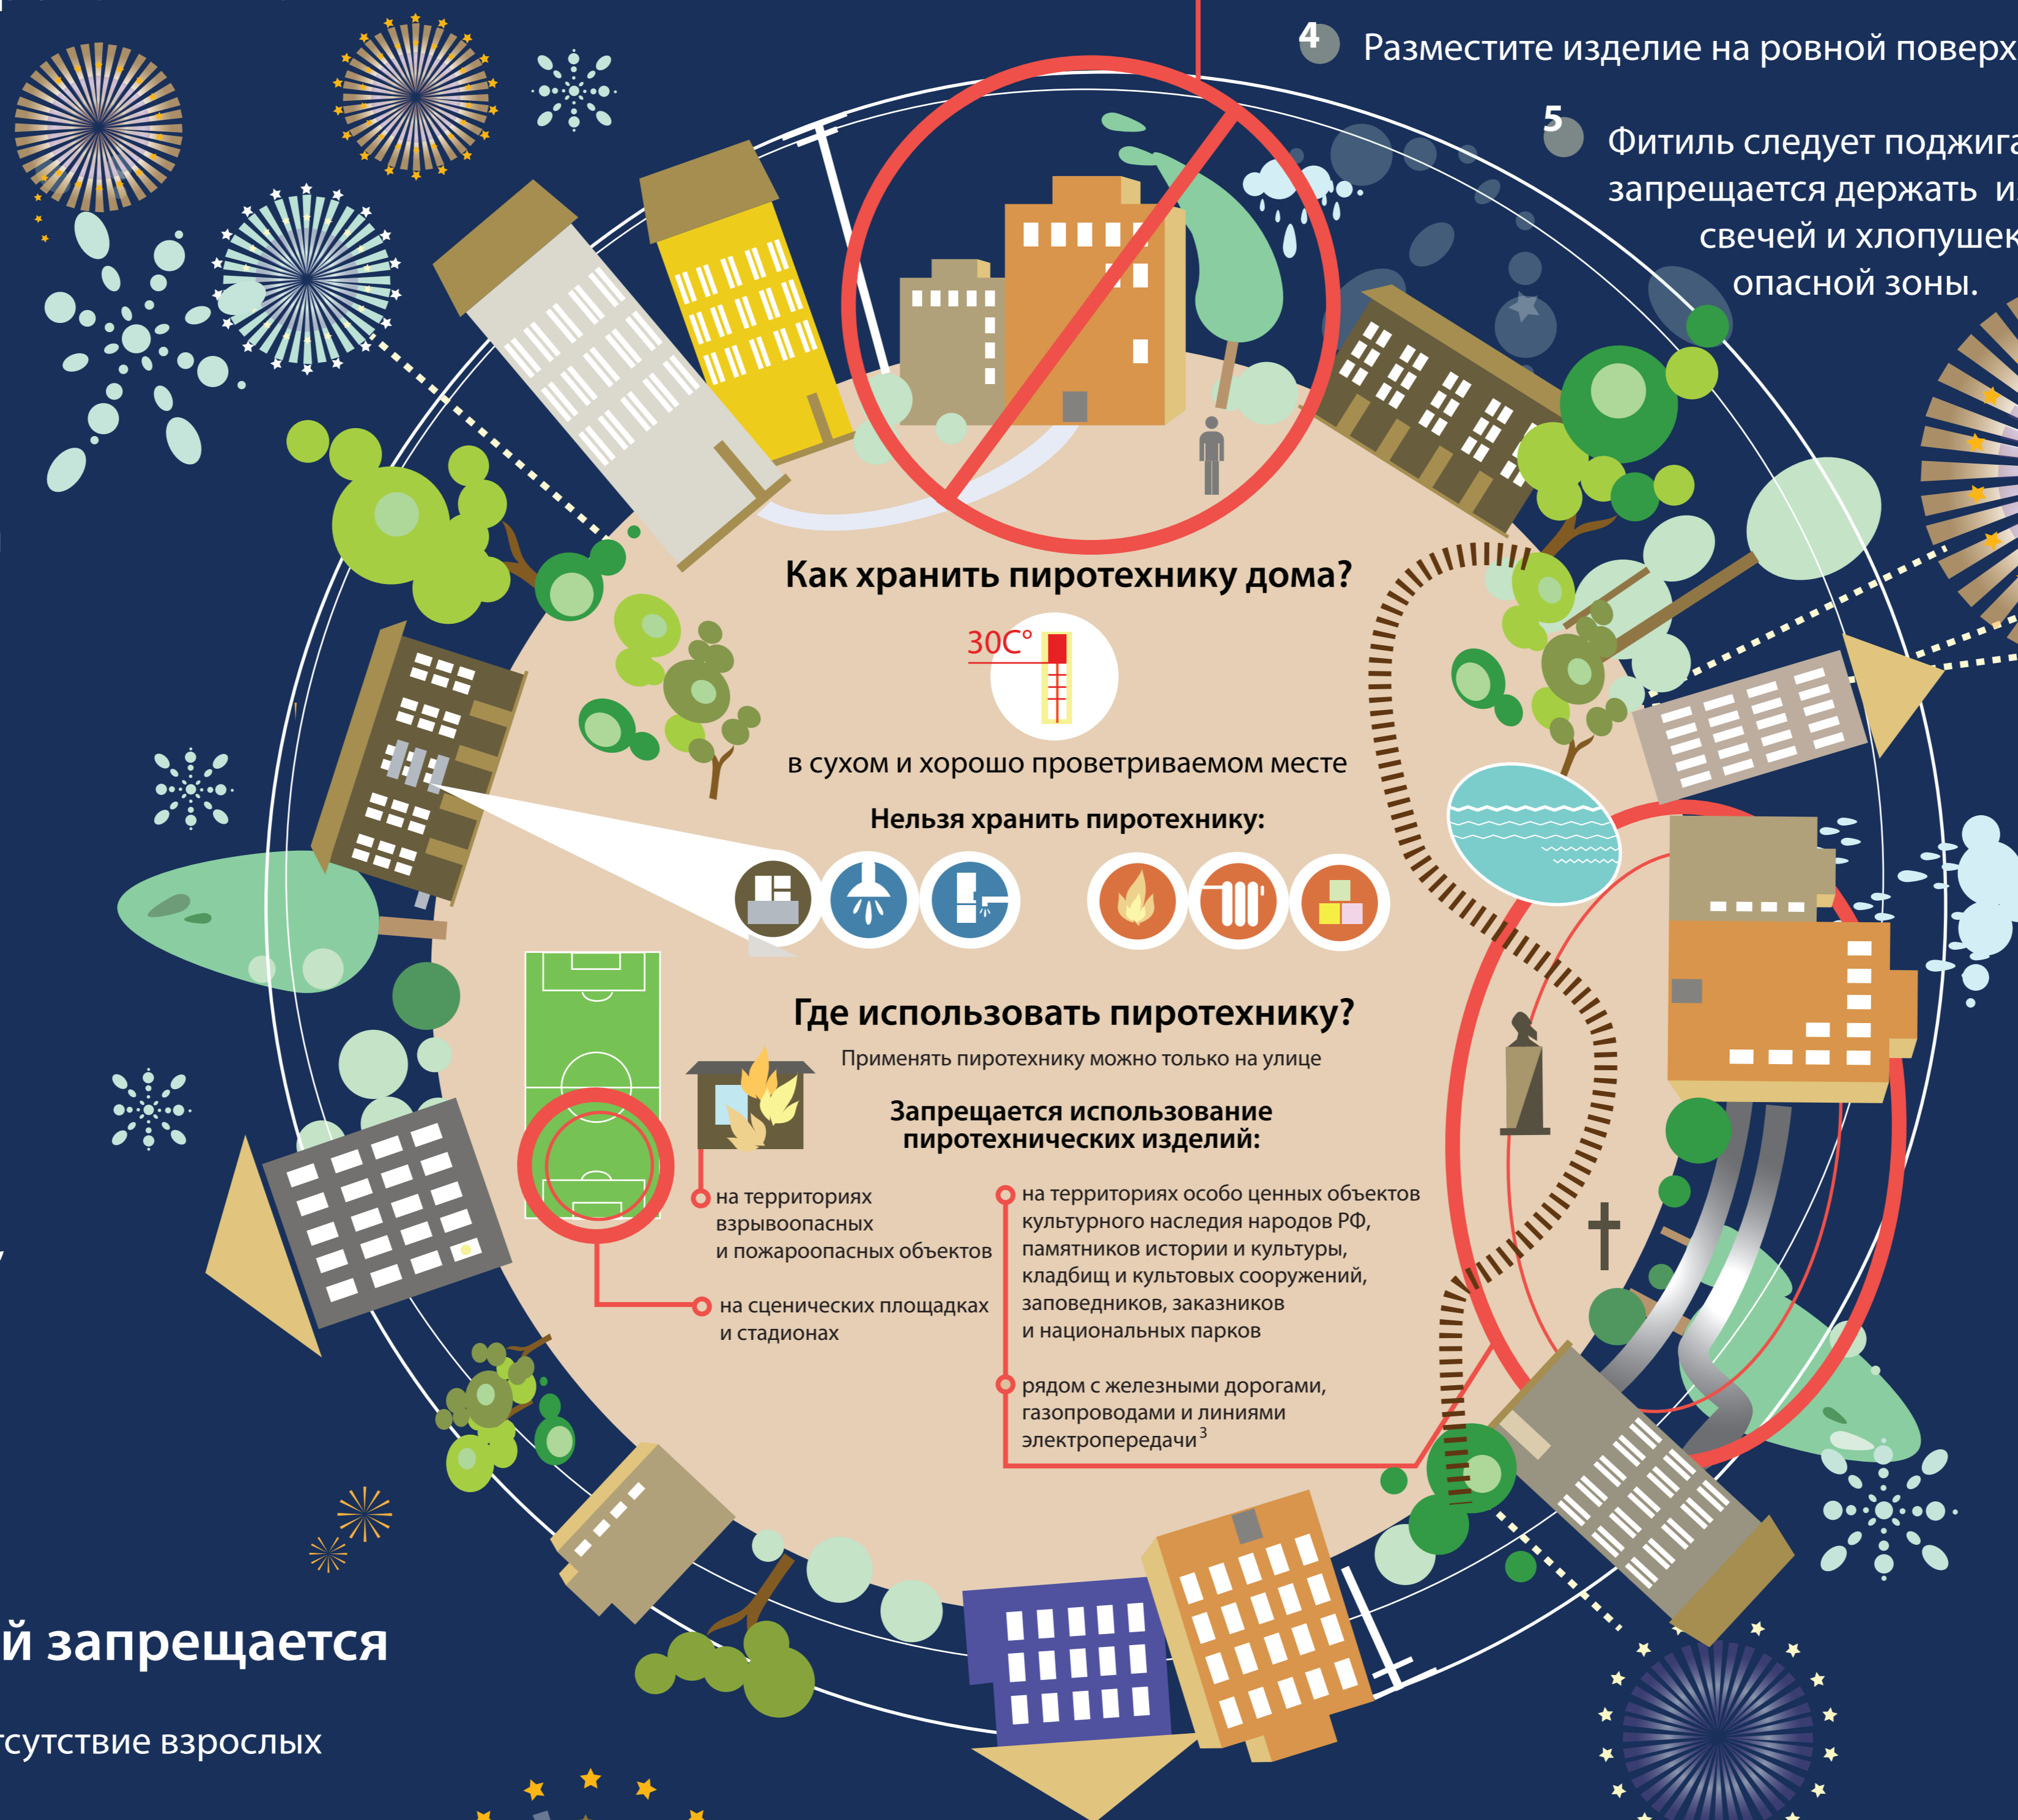 4
Разместите изделие на ровной
5
Фитиль следует
запрещается держать
свечей и хлопушек
опасной зоны.
Как хранить пиротехнику дома?
30С°
в сухом и хорошо проветриваемом месте
Нельзя хранить пиротехнику:
Где использовать пиротехнику?
Применять пиротехнику можно только на улице
Запрещается использование
пиротехнических изделий:
на территориях
взрывоопасных
и пожароопасных объектов
на сценических площадках
и стадионах
на территориях особо ценных объектов
культурного наследия народов РФ,
памятников истории и культуры,
кладбищ и культовых сооружений,
заповедников, заказников
и национальных парков
рядом с железными дорогами,
газопроводами и линиями
электропередачи³
й запрещается
тсутствие взрослых